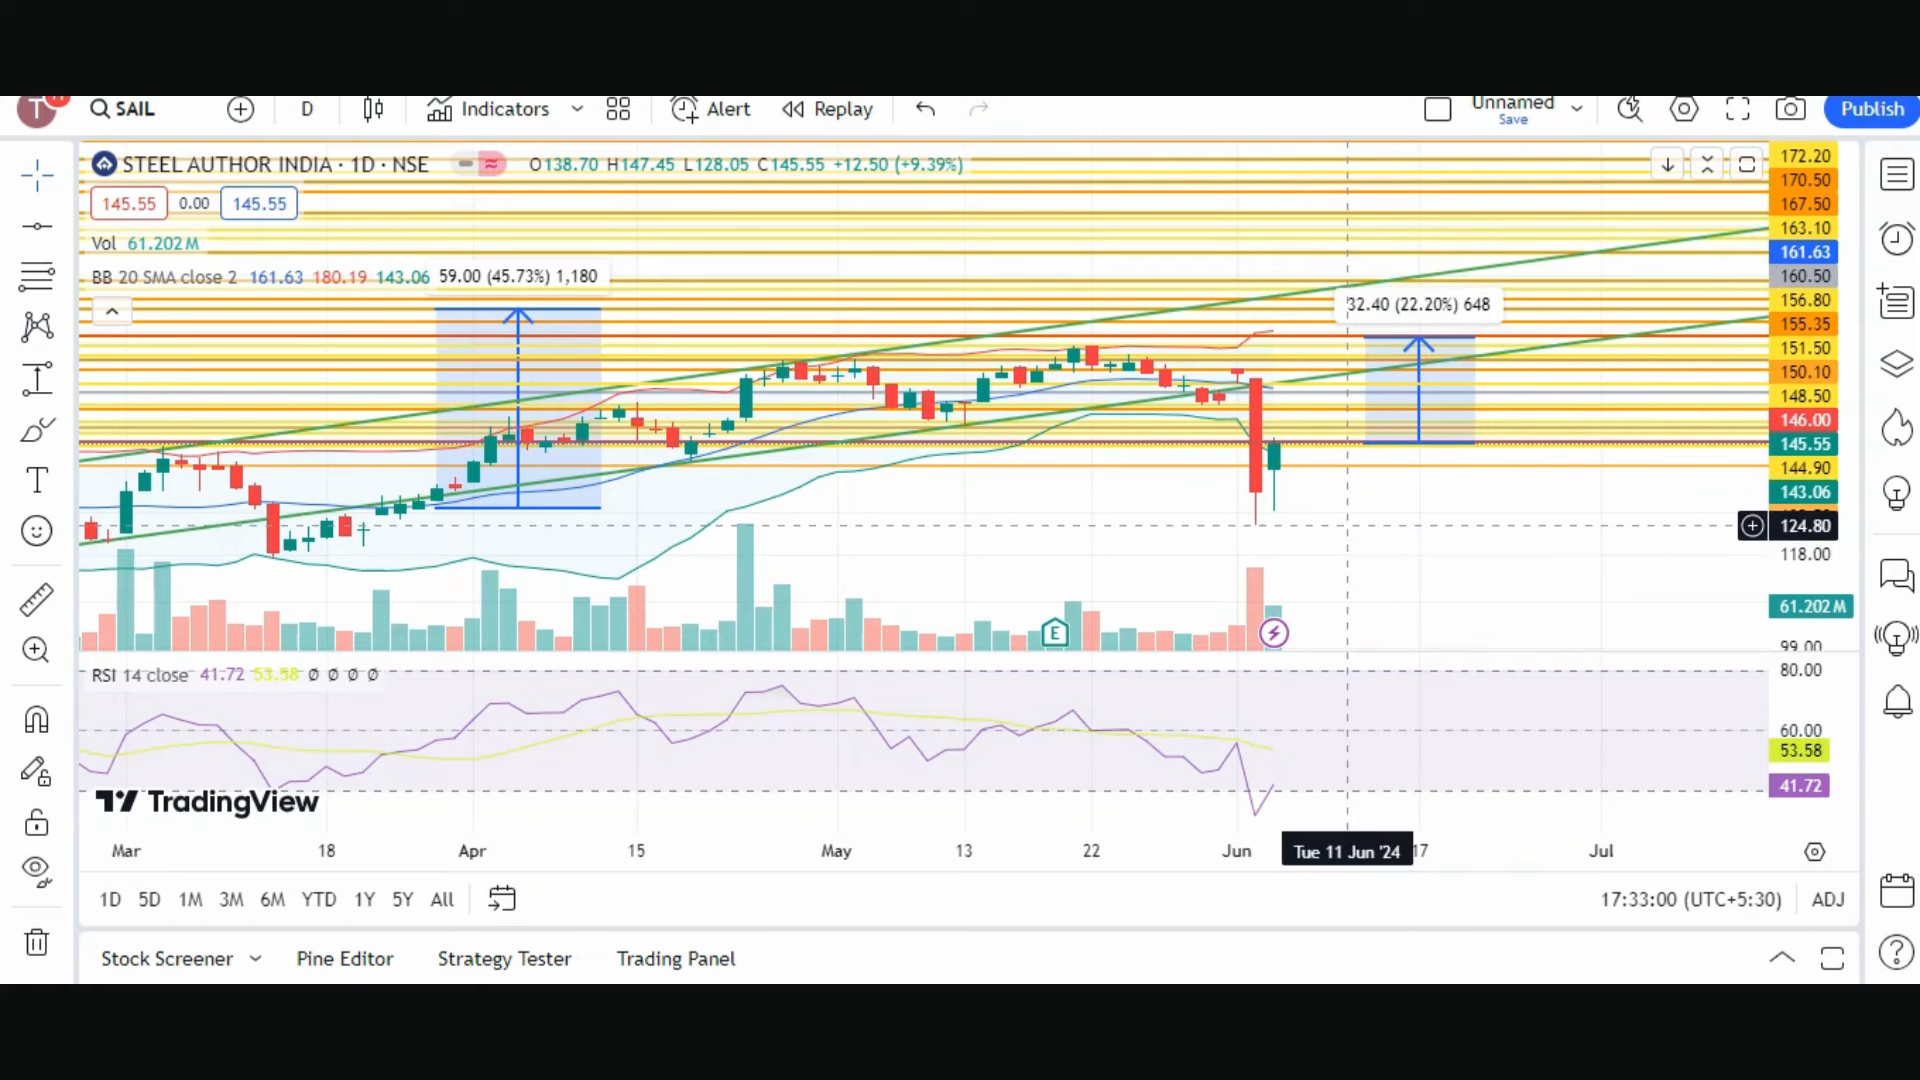 T
SAIL
D
Indicators
Alert
Replay
Unnamed
Save
Publish
STEEL AUTHOR INDIA · 1D · NSE
O138.70 H147.45 L128.05 C145.55 +12.50 (+9.39%)
145.55 0.00 145.55
Vol 61.202M
BB 20 SMA close 2 161.63 180.19 143.06
59.00 (45.73%) 1,180
32.40 (22.20%) 648
172.20
170.50
167.50
163.10
161.63
160.50
156.80
155.35
151.50
150.10
148.50
146.00
145.55
144.90
143.06
124.80
118.00
61.202M
99.00
E
RSI 14 close 41.72 53.58 Ø Ø Ø Ø
80.00
60.00
53.58
41.72
TradingView
Mar 18 Apr 15 May 13 22 Jun Tue 11 Jun '24 17 Jul
1D 5D 1M 3M 6M YTD 1Y 5Y All
17:33:00 (UTC+5:30) ADJ
Stock Screener Pine Editor Strategy Tester Trading Panel